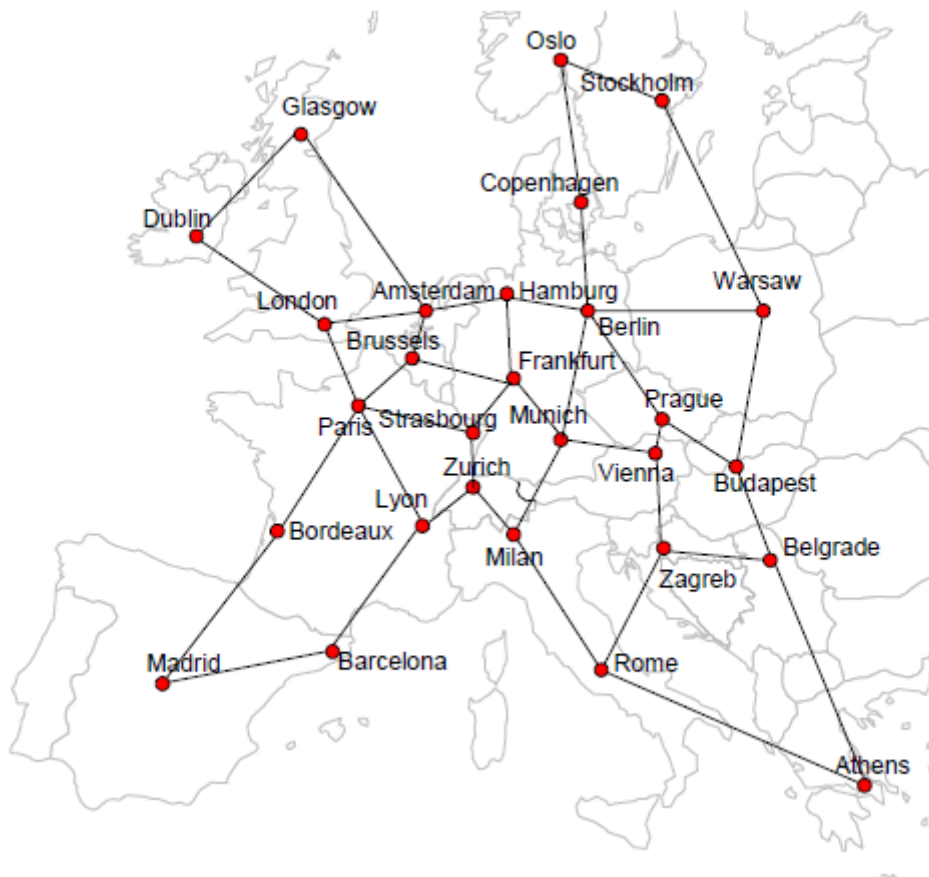 Oslo
Stockholm
Glasgow
Copenhagen
Dublin
Warsaw
Amsterdam
Hamburg
London
Berlin
Brussels
Frankfurt
Prague
Munich
Strasbourg
Paris
Vienna
Zurich
Budapest
Lyon
Bordeaux
Milan
Belgrade
Zagreb
Madrid
Barcelona
Rome
Athens